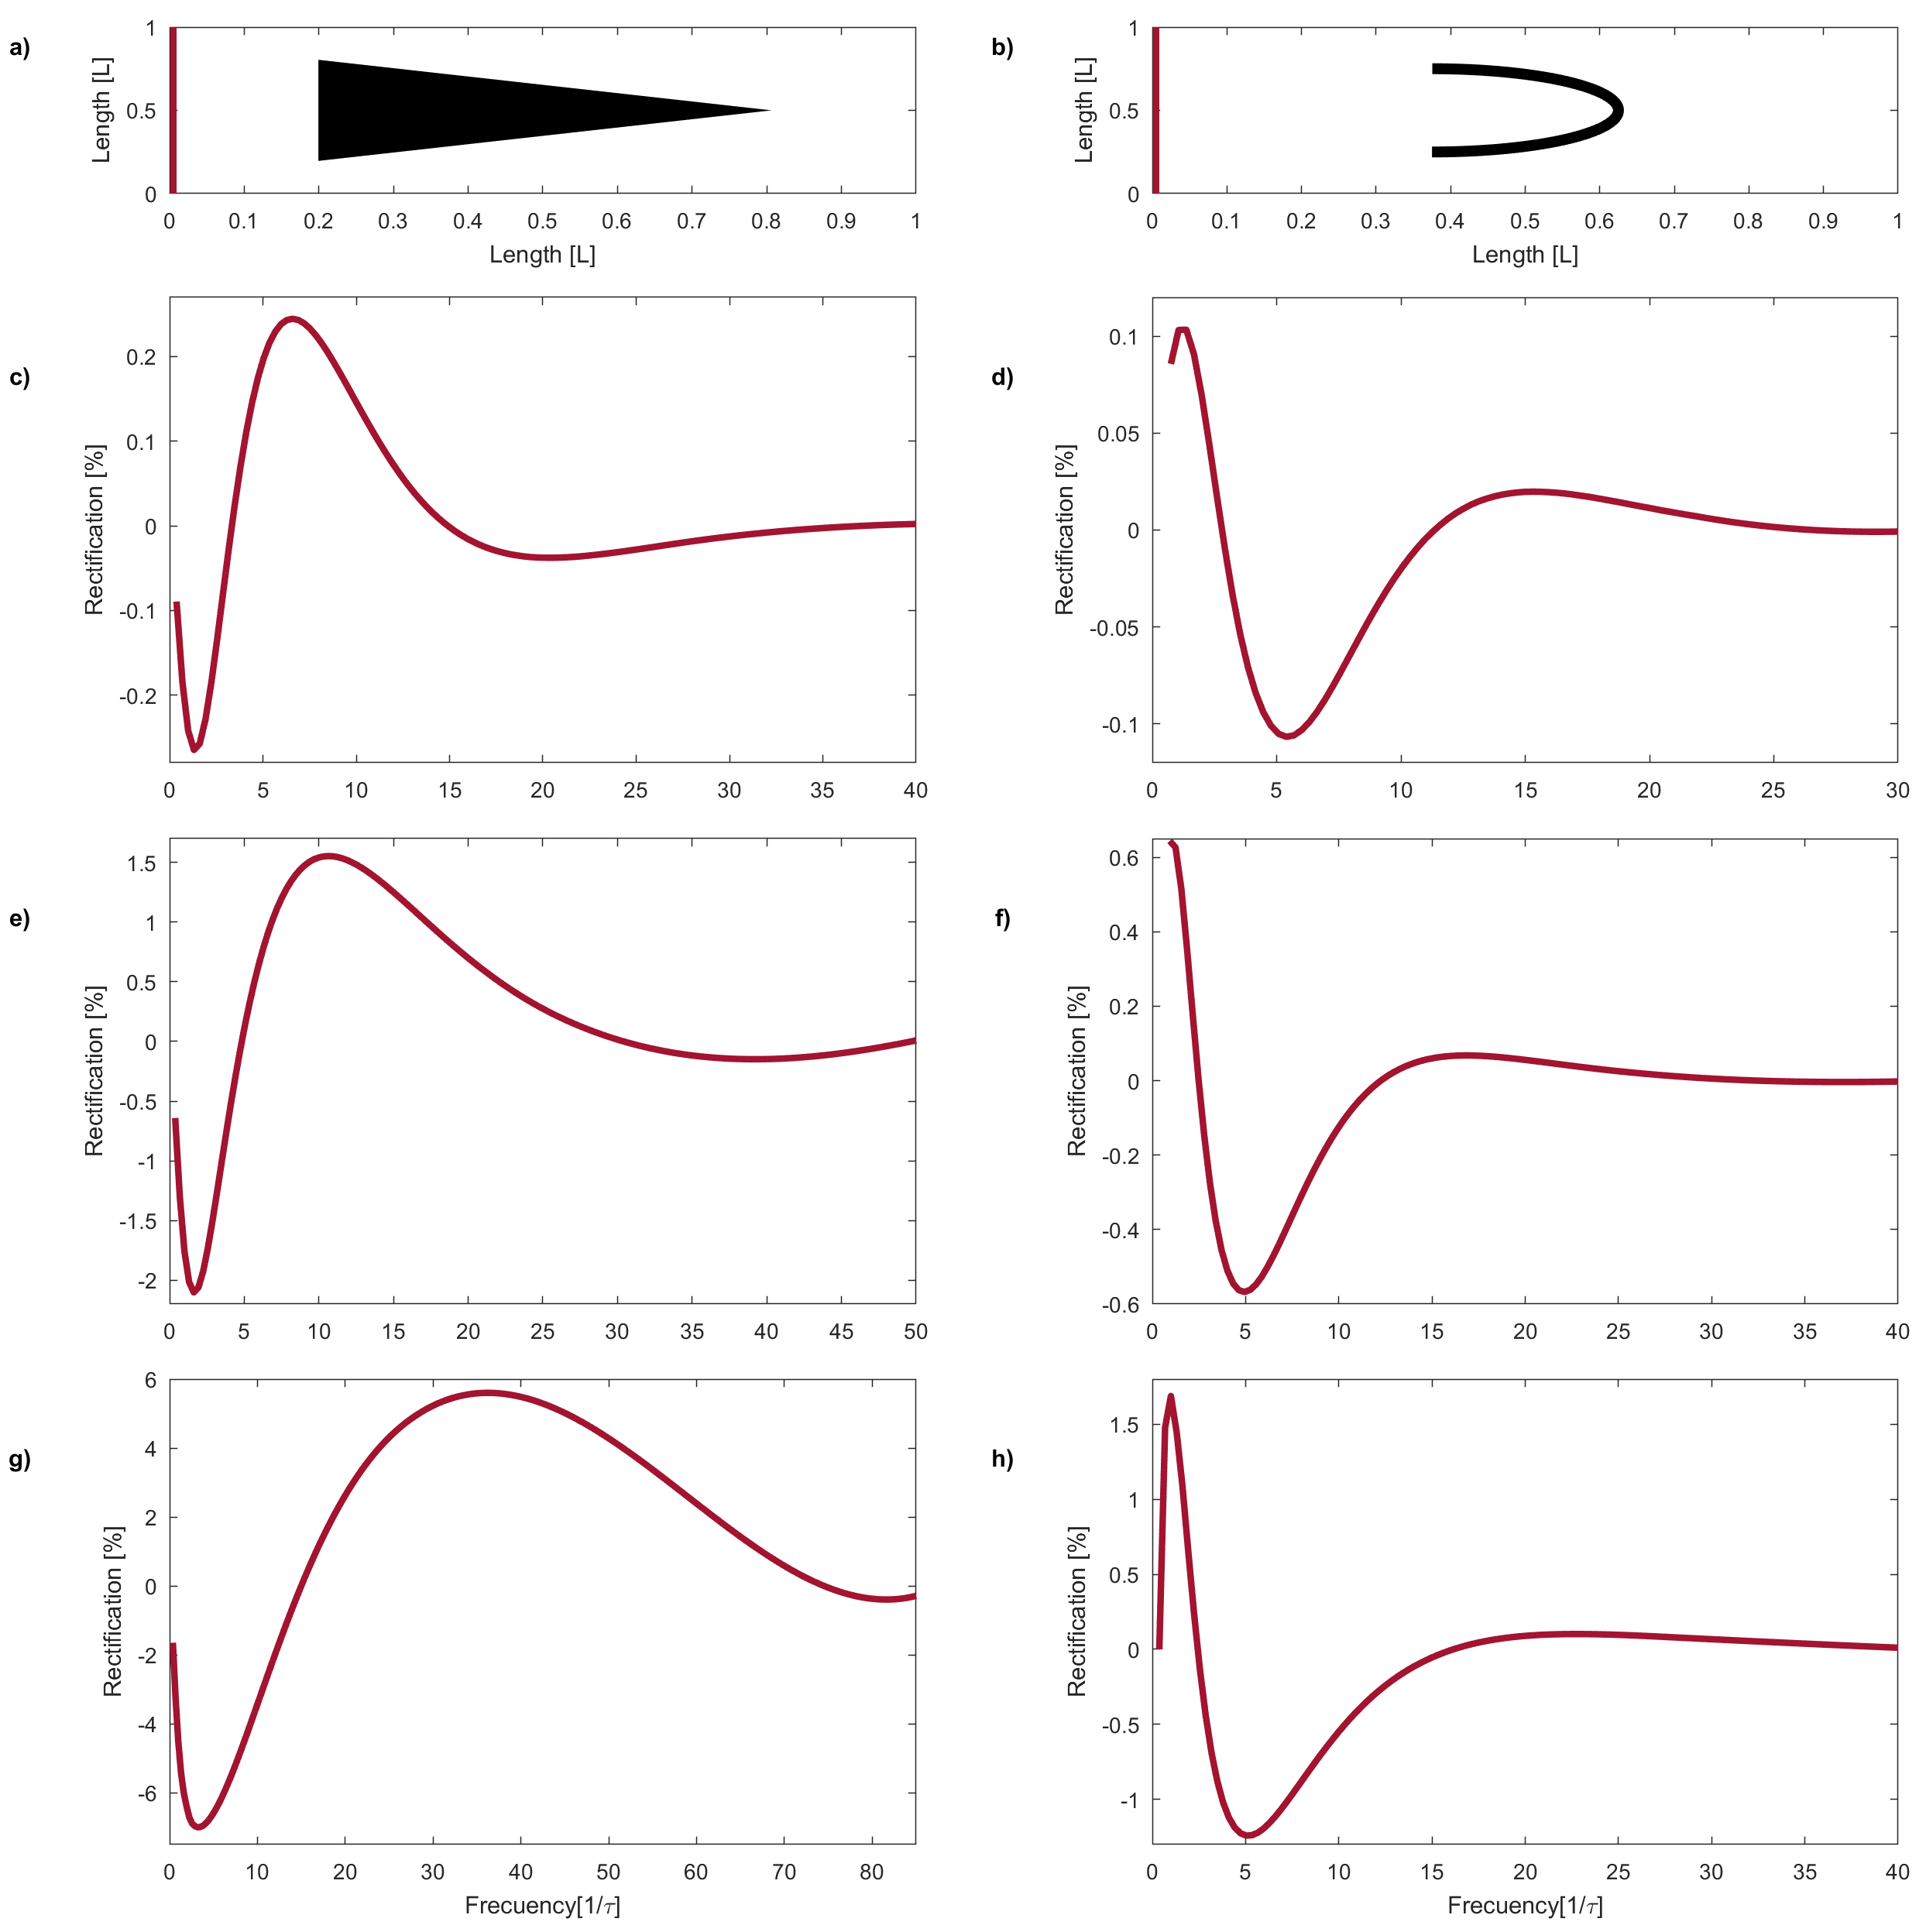 a)
Length [L]
1
0.5
0
0 0.1 0.2 0.3 0.4 0.5 0.6 0.7 0.8 0.9 1
Length [L]
b)
Length [L]
1
0.5
0
0 0.1 0.2 0.3 0.4 0.5 0.6 0.7 0.8 0.9 1
Length [L]
c)
Rectification [%]
0.2
0.1
0
-0.1
-0.2
0 5 10 15 20 25 30 35 40
d)
Rectification [%]
0.1
0.05
0
-0.05
-0.1
0 5 10 15 20 25 30
e)
Rectification [%]
1.5
1
0.5
0
-0.5
-1
-1.5
-2
0 5 10 15 20 25 30 35 40 45 50
f)
Rectification [%]
0.6
0.4
0.2
0
-0.2
-0.4
-0.6
0 5 10 15 20 25 30 35 40
g)
Rectification [%]
6
4
2
0
-2
-4
-6
0 10 20 30 40 50 60 70 80
Frecuency[1/τ]
h)
Rectification [%]
1.5
1
0.5
0
-0.5
-1
0 5 10 15 20 25 30 35 40
Frecuency[1/τ]